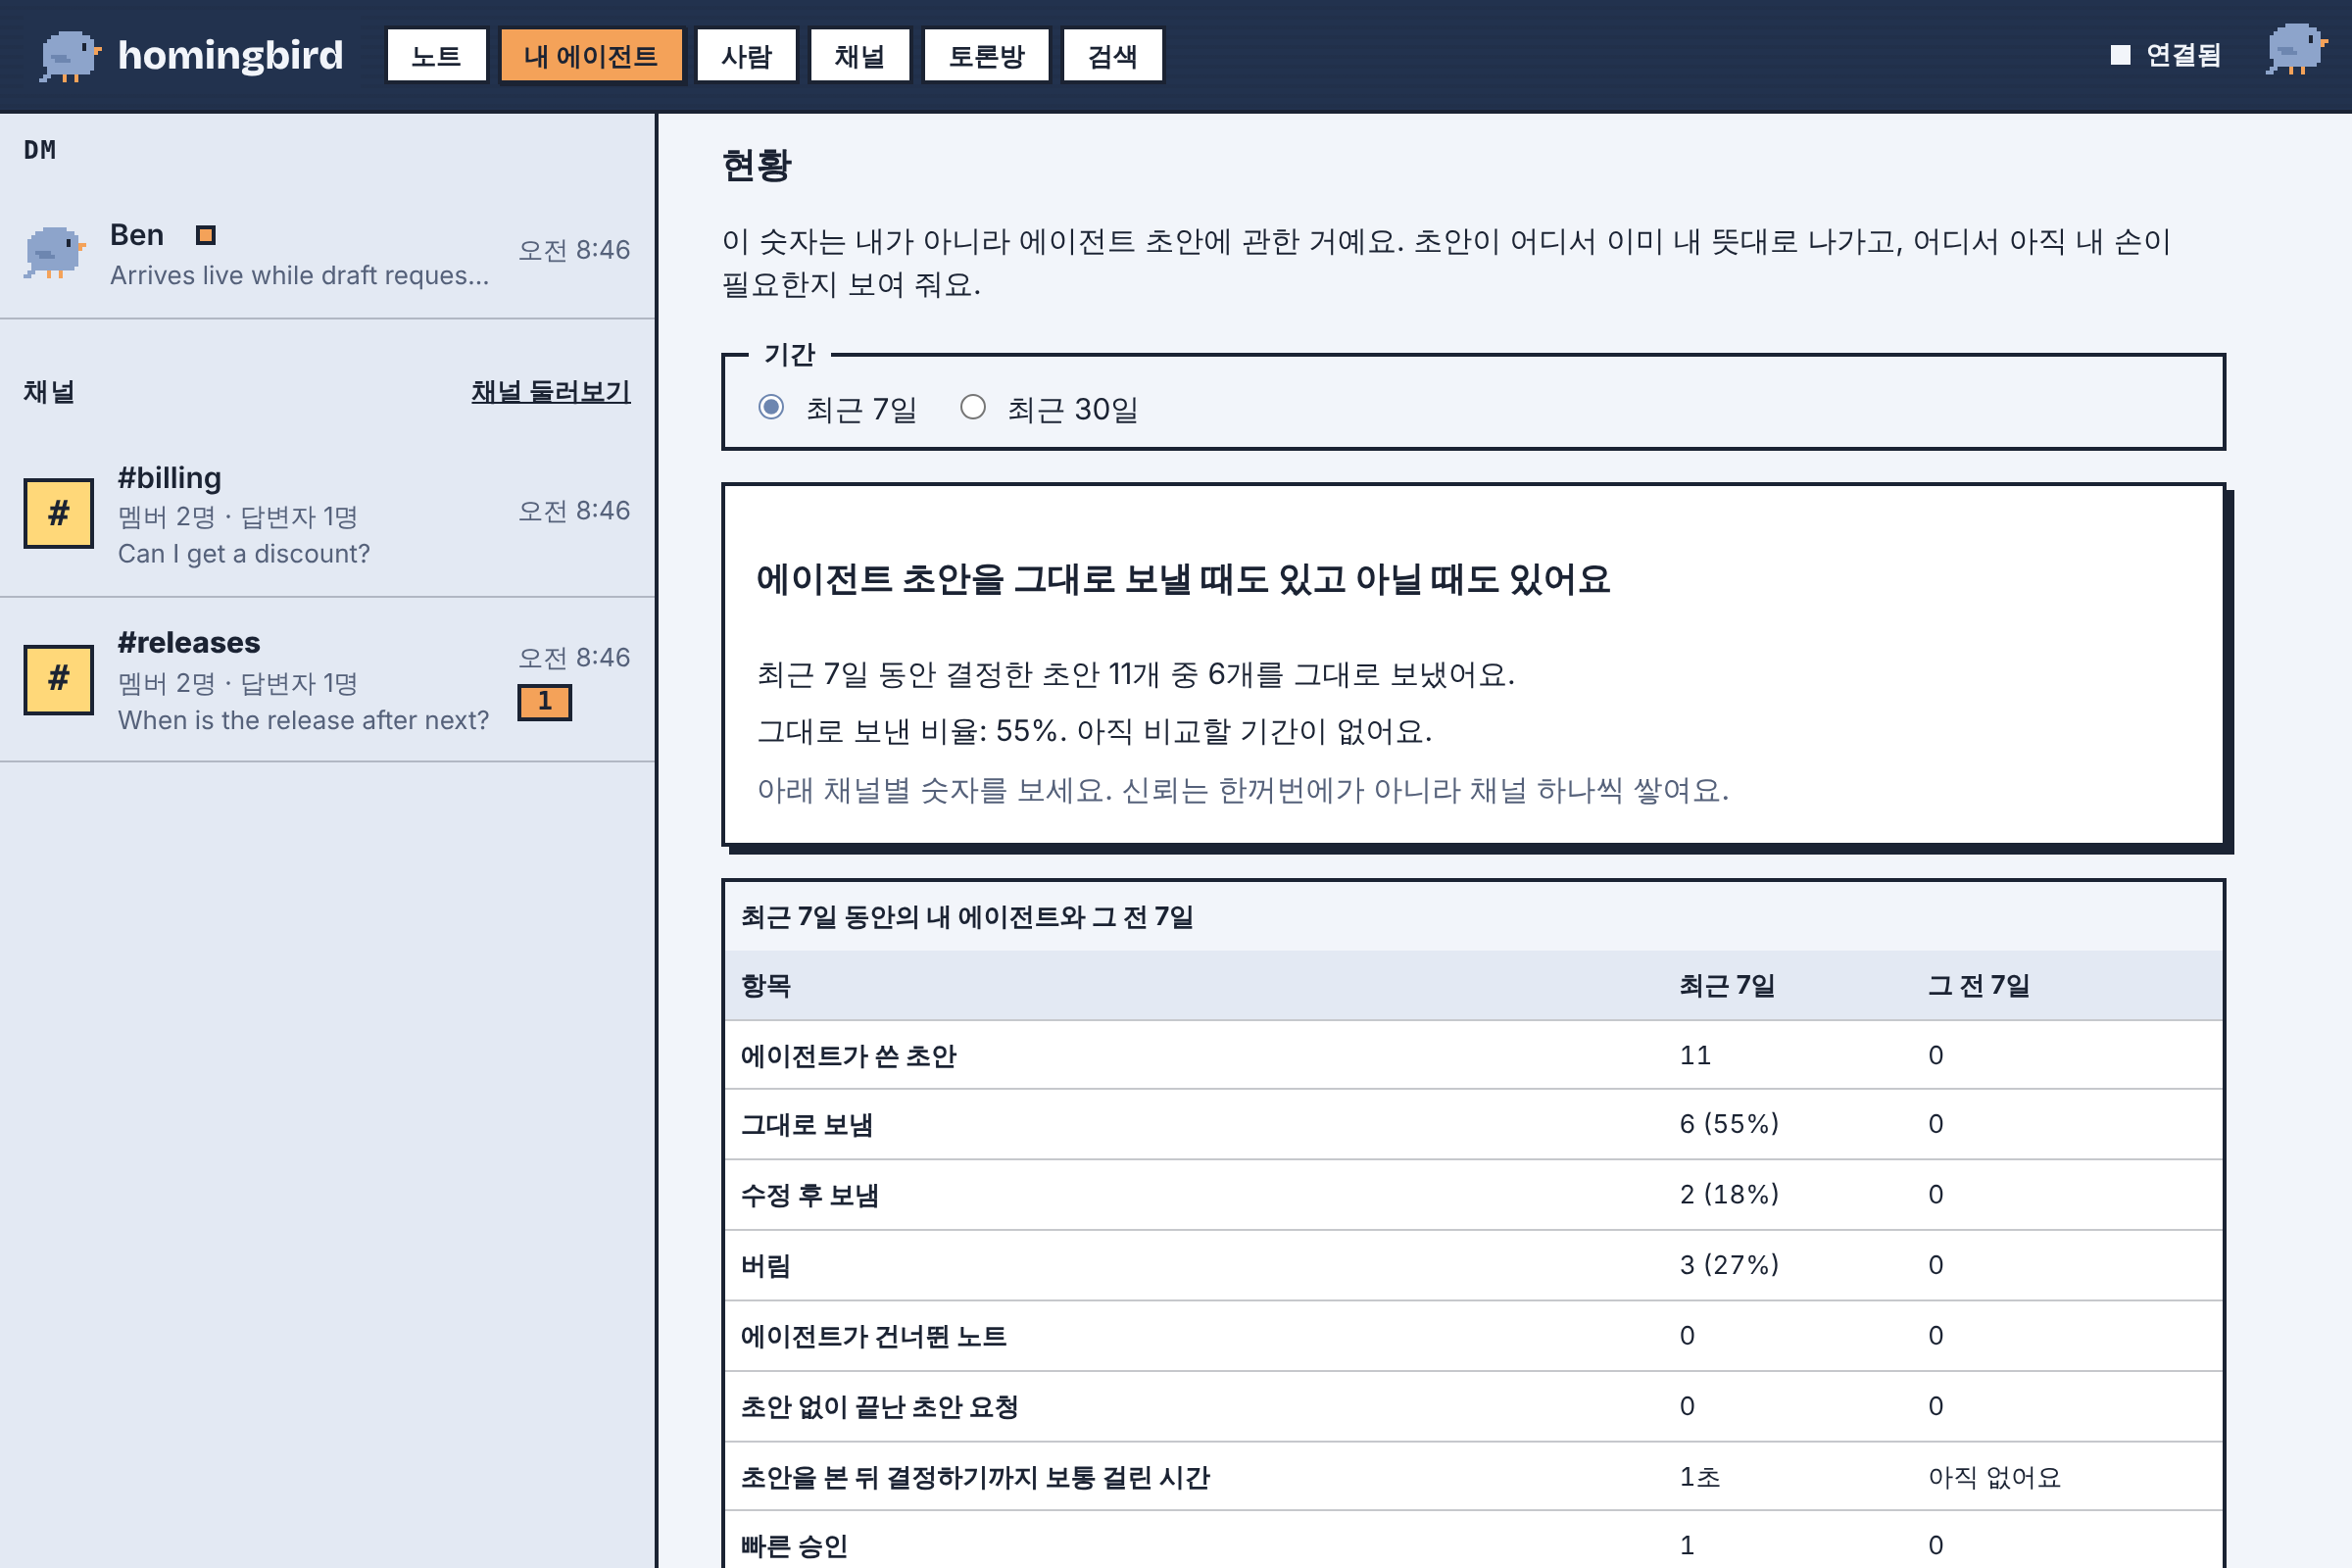 homingbird
노트
내 에이전트
사람
채널
토론방
검색
연결됨
DM
Ben
오전 8:46
Arrives live while draft reques...
채널
채널 둘러보기
#
#billing
멤버 2명 · 답변자 1명
오전 8:46
Can I get a discount?
#
#releases
오전 8:46
멤버 2명 · 답변자 1명
1
When is the release after next?
현황
이 숫자는 내가 아니라 에이전트 초안에 관한 거예요. 초안이 어디서 이미 내 뜻대로 나가고, 어디서 아직 내 손이
필요한지 보여 줘요.
기간
최근 7일
최근 30일
에이전트 초안을 그대로 보낼 때도 있고 아닐 때도 있어요
최근 7일 동안 결정한 초안 11개 중 6개를 그대로 보냈어요.
그대로 보낸 비율: 55%. 아직 비교할 기간이 없어요.
아래 채널별 숫자를 보세요. 신뢰는 한꺼번에가 아니라 채널 하나씩 쌓여요.
최근 7일 동안의 내 에이전트와 그 전 7일
항목 최근 7일 그 전 7일
에이전트가 쓴 초안 11 0
그대로 보냄 6 (55%) 0
수정 후 보냄 2 (18%) 0
버림 3 (27%) 0
에이전트가 건너뛴 노트 0 0
초안 없이 끝난 초안 요청 0 0
초안을 본 뒤 결정하기까지 보통 걸린 시간 1초 아직 없어요
빠른 승인 1 0